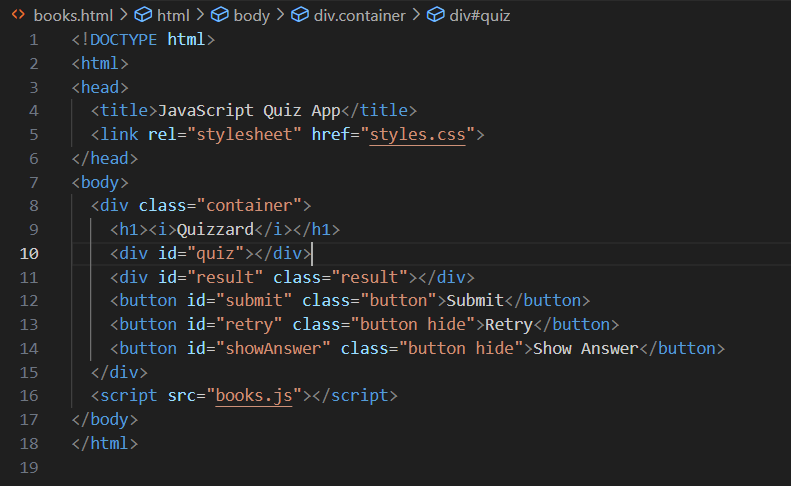 books.html > html > body > div.container > div#quiz
1 <!DOCTYPE html>
2 <html>
3 <head>
4 <title>JavaScript Quiz App</title>
5 <link rel="stylesheet" href="styles.css">
6 </head>
7 <body>
8 <div class="container">
9 <h1><i>Quizzard</i></h1>
10 <div id="quiz"></div>
11 <div id="result" class="result"></div>
12 <button id="submit" class="button">Submit</button>
13 <button id="retry" class="button hide">Retry</button>
14 <button id="showAnswer" class="button hide">Show Answer</button>
15 </div>
16 <script src="books.js"></script>
17 </body>
18 </html>
19